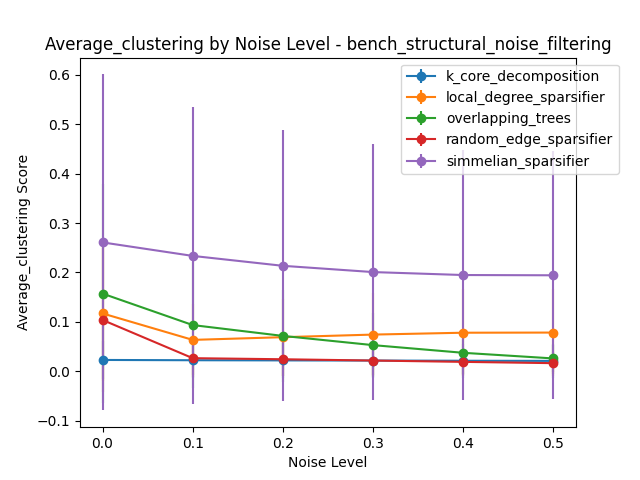 Average_clustering by Noise Level - bench_structural_noise_filtering
k_core_decomposition
local_degree_sparsifier
overlapping_trees
random_edge_sparsifier
simmelian_sparsifier
Average_clustering Score
0.6
0.5
0.4
0.3
0.2
0.1
0.0
−0.1
0.0 0.1 0.2 0.3 0.4 0.5
Noise Level